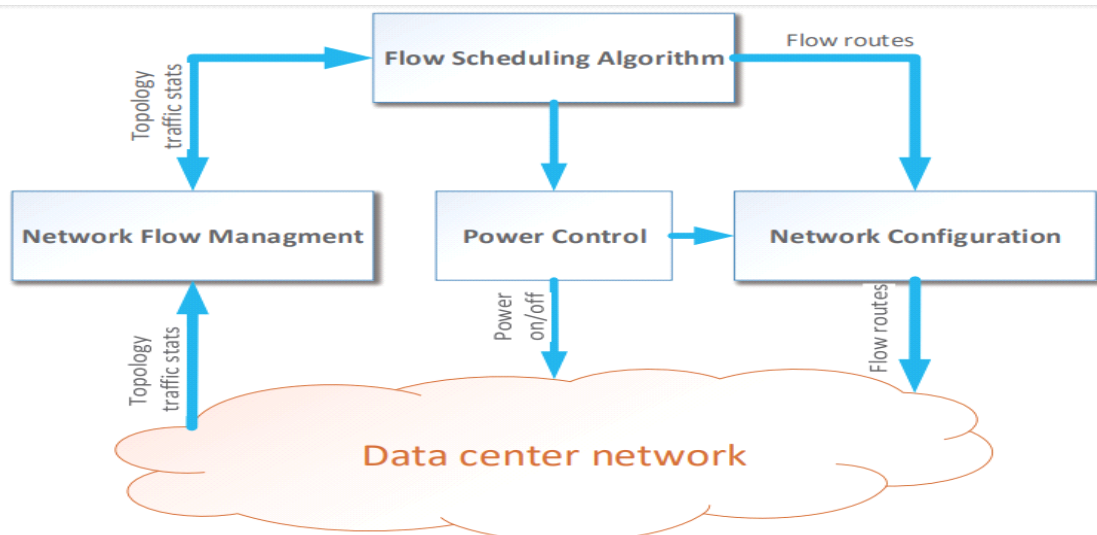 Flow Scheduling Algorithm
Flow routes
Topology
traffic stats
Network Flow Managment
Power Control
Network Configuration
Topology
traffic stats
Power
on/off
Flow routes
Data center network